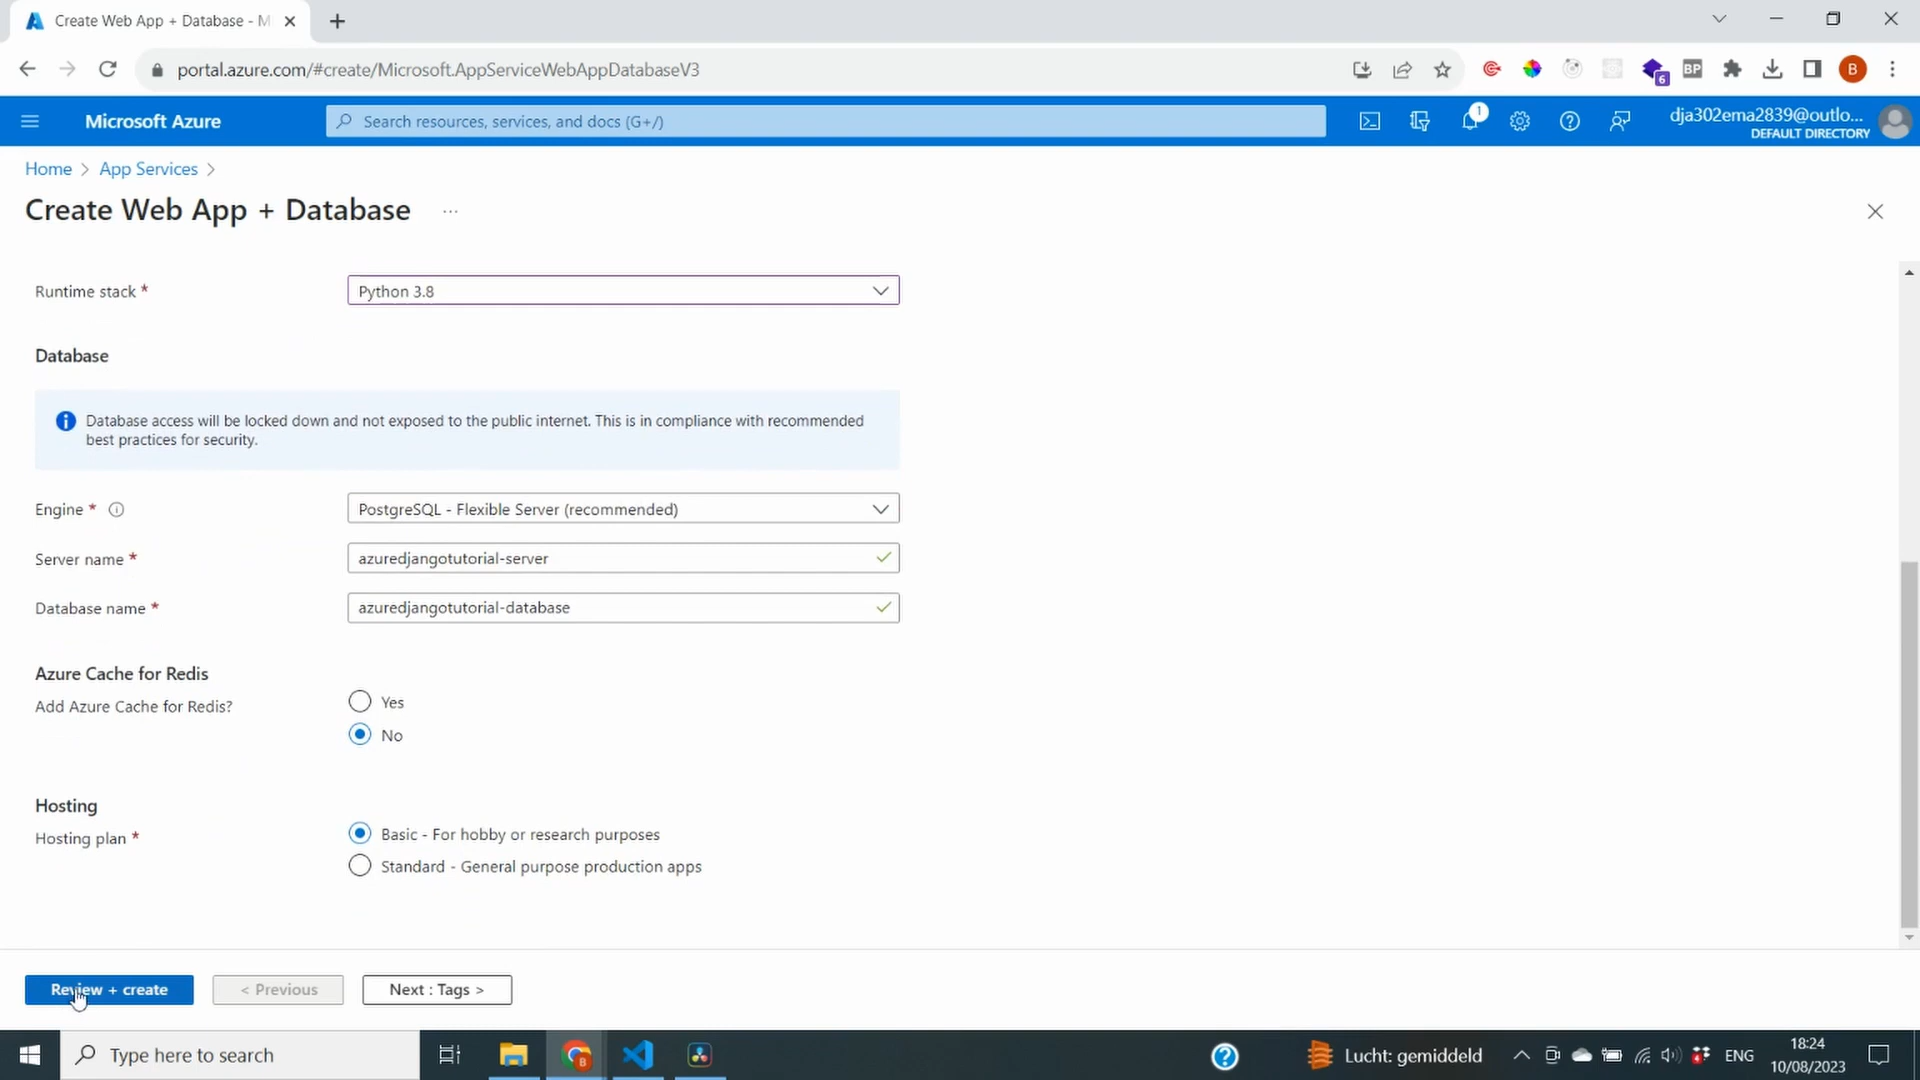 Create Web App + Database - M
portal.azure.com/#create/Microsoft.AppServiceWebAppDatabaseV3
6
BP
B
Microsoft Azure
Search resources, services, and docs (G+/)
1
dja302ema2839@outlo...
DEFAULT DIRECTORY
Home > App Services >
Create Web App + Database ...
Runtime stack *
Python 3.8
Database
Database access will be locked down and not exposed to the public internet. This is in compliance with recommended
best practices for security.
Engine *
PostgreSQL - Flexible Server (recommended)
Server name *
azuredjangotutorial-server
Database name *
azuredjangotutorial-database
Azure Cache for Redis
Add Azure Cache for Redis?
Yes
No
Hosting
Hosting plan *
Basic - For hobby or research purposes
Standard - General purpose production apps
Review + create
< Previous
Next : Tags >
Type here to search
Lucht: gemiddeld
ENG
18:24
10/08/2023